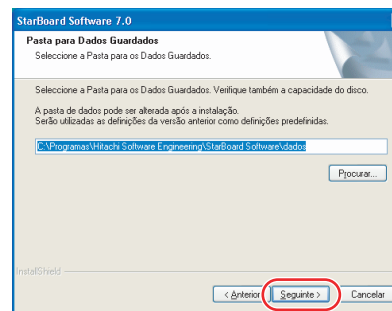 StarBoard Software 7.0
Pasta para Dados Guardados
Seleccione a Pasta para os Dados Guardados.
Seleccione a Pasta para os Dados Guardados. Verifique também a capacidade do disco.
A pasta de dados pode ser alterada após a instalação.
Serão utilizadas as definições da versão anterior como definições predefinidas.
C:\Programas\Hitachi Software Engineering\StarBoard Software\dados
Procurar...
InstallShield
< Anterior Seguinte > Cancelar